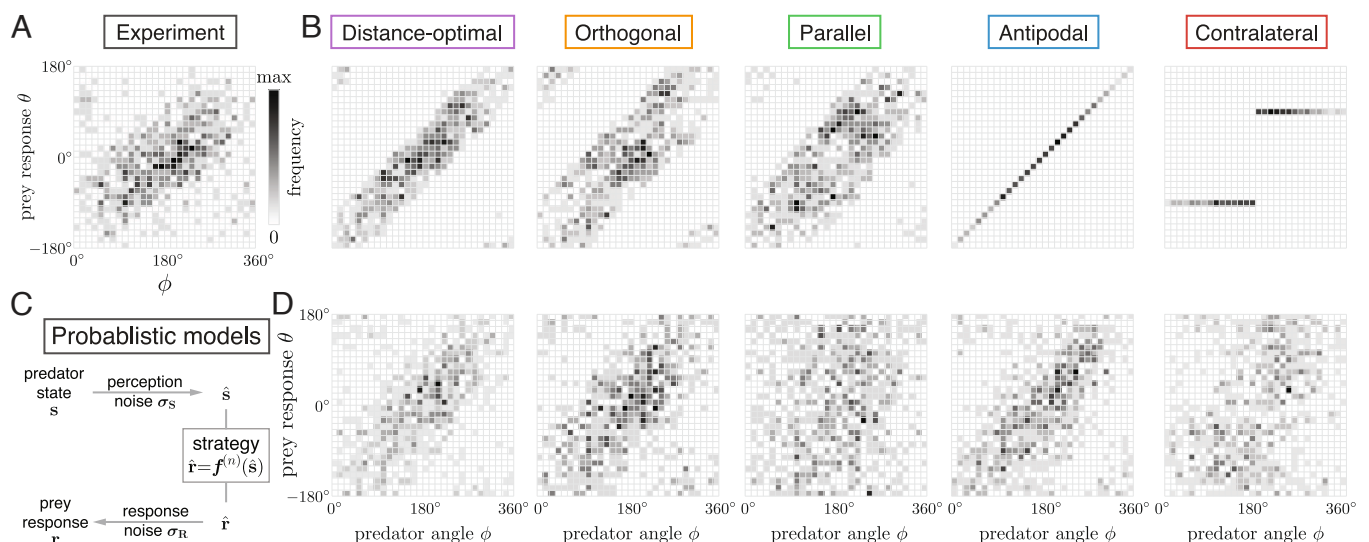 A
Experiment
180°
prey response θ
0°
−180°
0°
180°
360°
ϕ
max
frequency
0
B
Distance-optimal
Orthogonal
Parallel
Antipodal
Contralateral
C
Probablistic models
predator
state
s
perception
noise σ_S
ŝ
strategy
r̂=f⁽ⁿ⁾(ŝ)
prey
response
r
response
noise σ_R
r̂
D
180°
prey response θ
0°
−180°
0°
180°
360°
predator angle ϕ
0°
180°
360°
predator angle ϕ
0°
180°
360°
predator angle ϕ
0°
180°
360°
predator angle ϕ
0°
180°
360°
predator angle ϕ